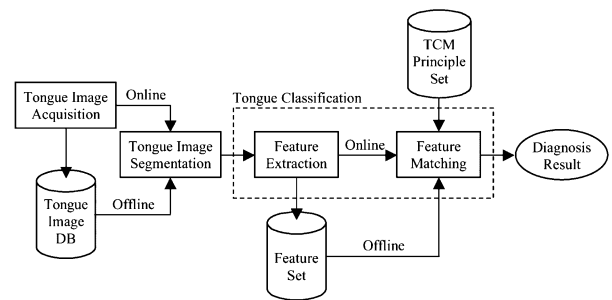 TCM
Principle
Set
Tongue Image
Acquisition
Online
Tongue Classification
Tongue Image
Segmentation
Feature
Extraction
Online
Feature
Matching
Diagnosis
Result
Tongue
Image
DB
Offline
Feature
Set
Offline